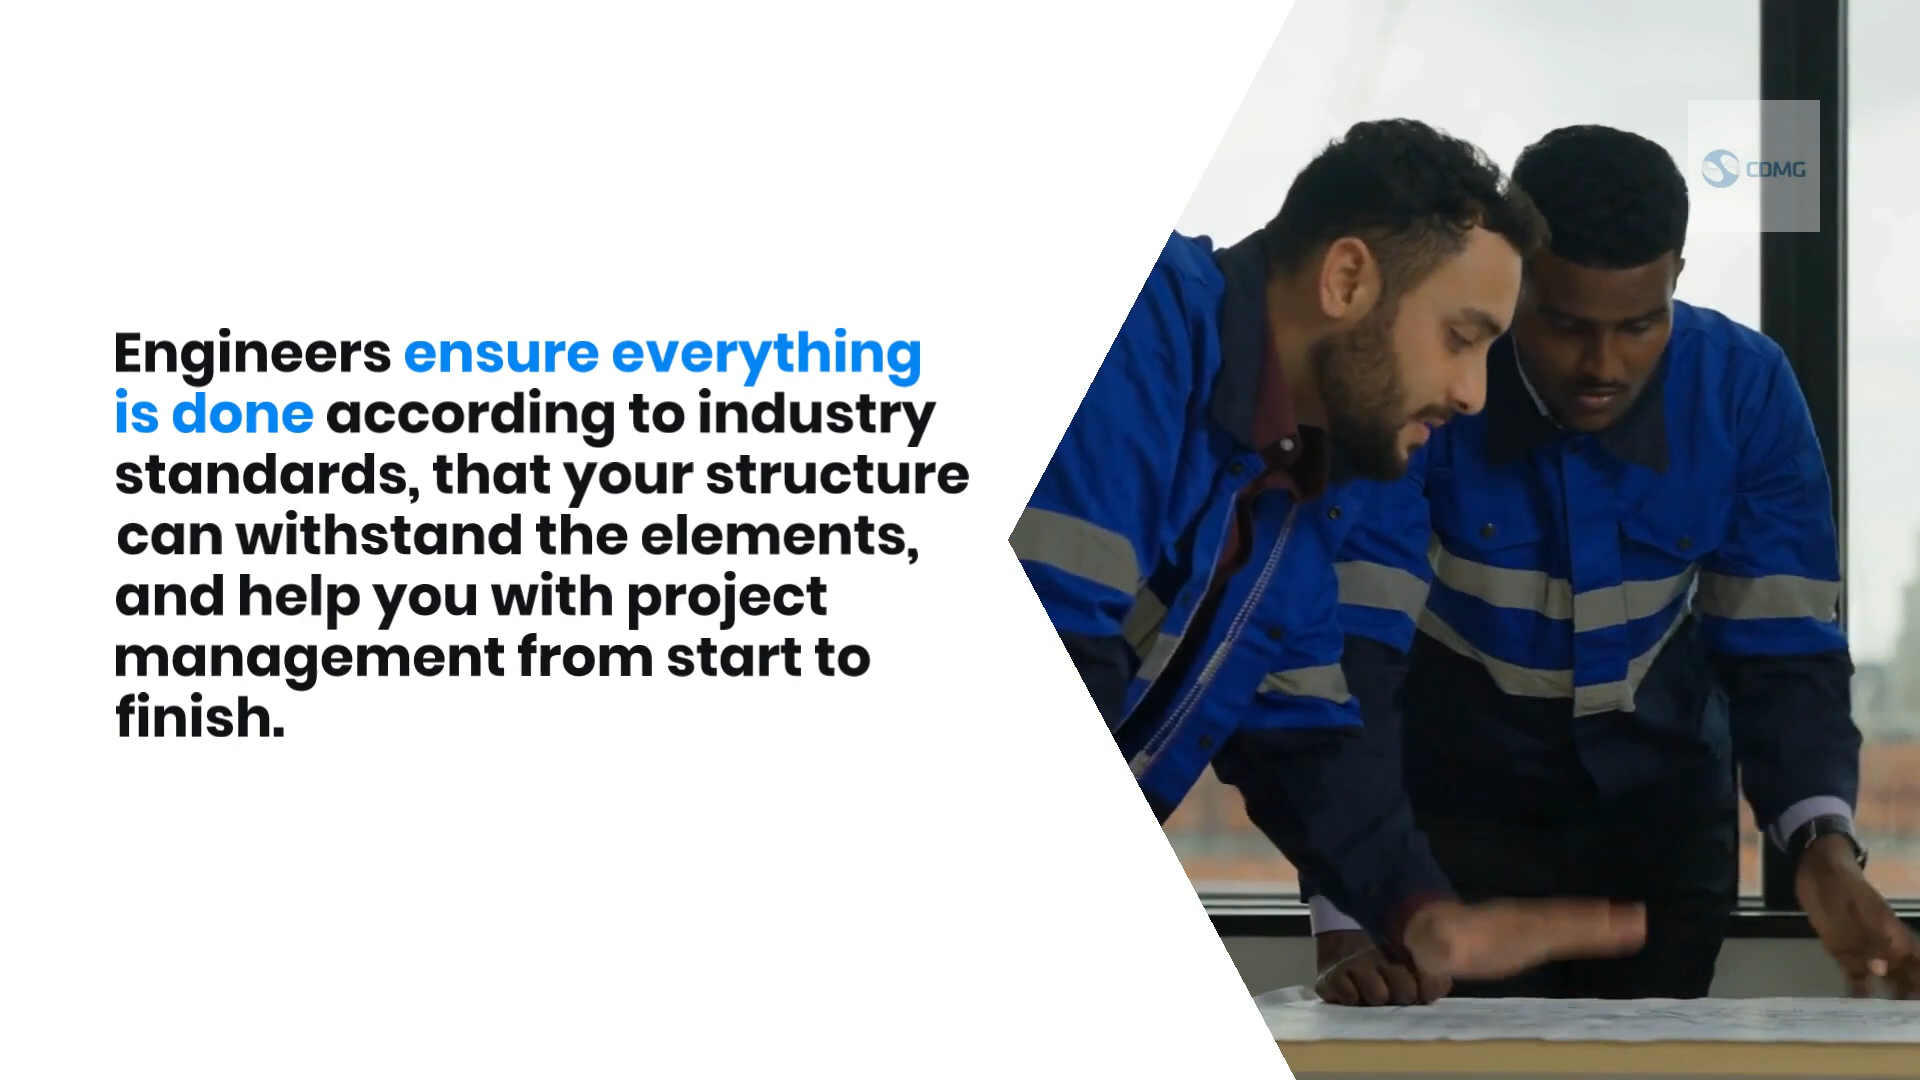 Engineers ensure everything
is done according to industry
standards, that your structure
can withstand the elements,
and help you with project
management from start to
finish.
CDMG